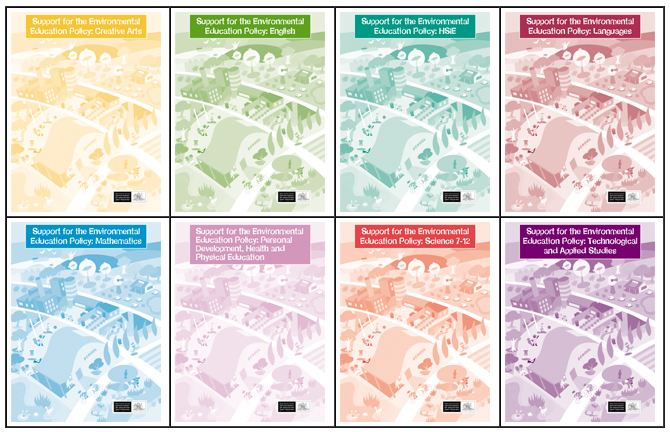 Support for the Environmental
Education Policy: Creative Arts
Support for the Environmental
Education Policy: English
Support for the Environmental
Education Policy: HSIE
Support for the Environmental
Education Policy: Languages
Support for the Environmental
Education Policy: Mathematics
Support for the Environmental
Education Policy: Personal
Development, Health and
Physical Education
Support for the Environmental
Education Policy: Science 7-12
Support for the Environmental
Education Policy: Technological
and Applied Studies